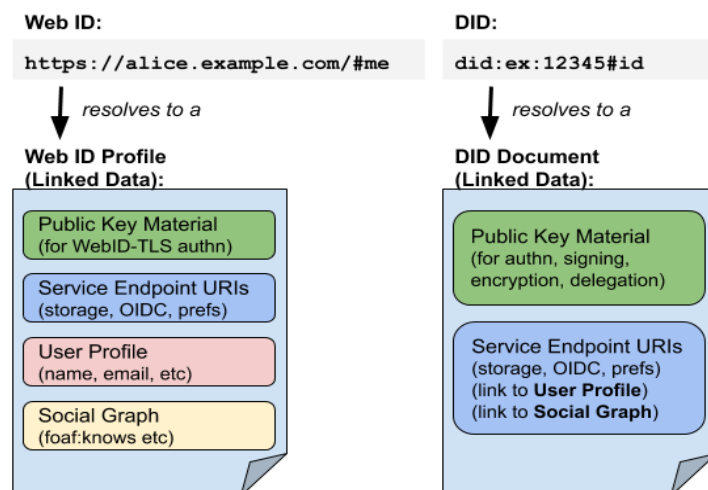 Web ID:
https://alice.example.com/#me
resolves to a
Web ID Profile
(Linked Data):
Public Key Material
(for WebID-TLS authn)
Service Endpoint URIs
(storage, OIDC, prefs)
User Profile
(name, email, etc)
Social Graph
(foaf:knows etc)
DID:
did:ex:12345#id
resolves to a
DID Document
(Linked Data):
Public Key Material
(for authn, signing,
encryption, delegation)
Service Endpoint URIs
(storage, OIDC, prefs)
(link to User Profile)
(link to Social Graph)